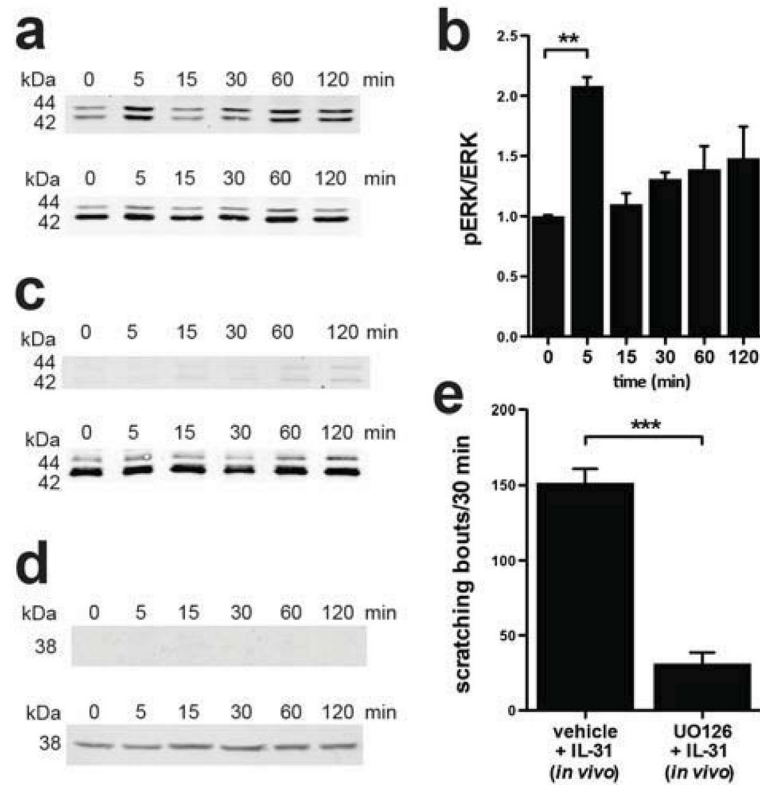 a
kDa 0 5 15 30 60 120 min
44
42
kDa 0 5 15 30 60 120 min
44
42
b
pERK/ERK
2.5
2.0
1.5
1.0
0.5
0.0
**
0 5 15 30 60 120
time (min)
c
kDa 0 5 15 30 60 120 min
44
42
kDa 0 5 15 30 60 120 min
44
42
d
kDa 0 5 15 30 60 120 min
38
kDa 0 5 15 30 60 120 min
38
e
scratching bouts/30 min
200
150
100
50
0
***
vehicle
+ IL-31
(in vivo)
UO126
+ IL-31
(in vivo)